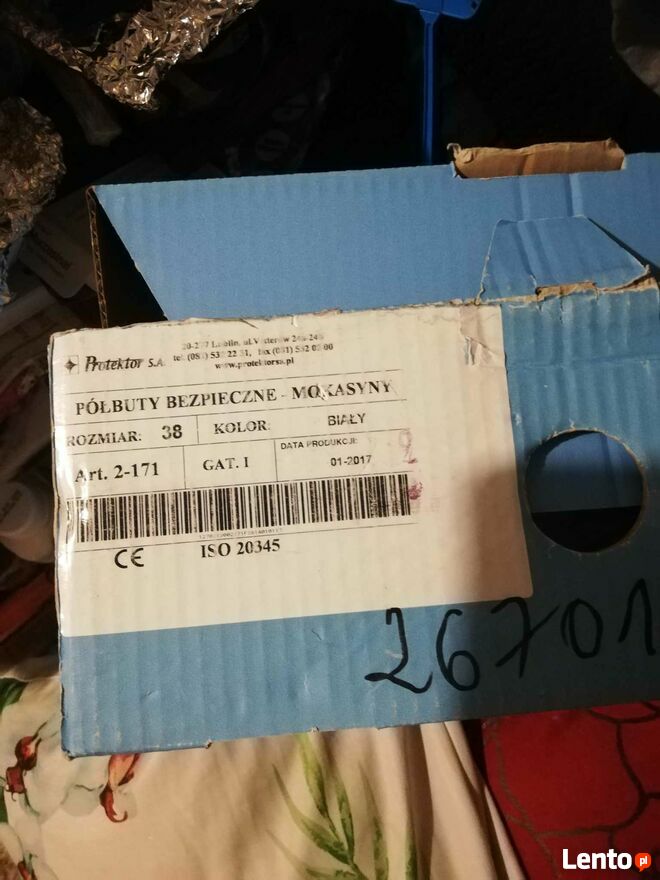 Protektor S.A.
www.protektorsa.pl
PÓŁBUTY BEZPIECZNE - MOKASYNY
ROZMIAR: 38 KOLOR: BIAŁY
Art. 2-171 GAT. I DATA PRODUKCJI: 01-2017
CE ISO 20345
26701
Lento.pl